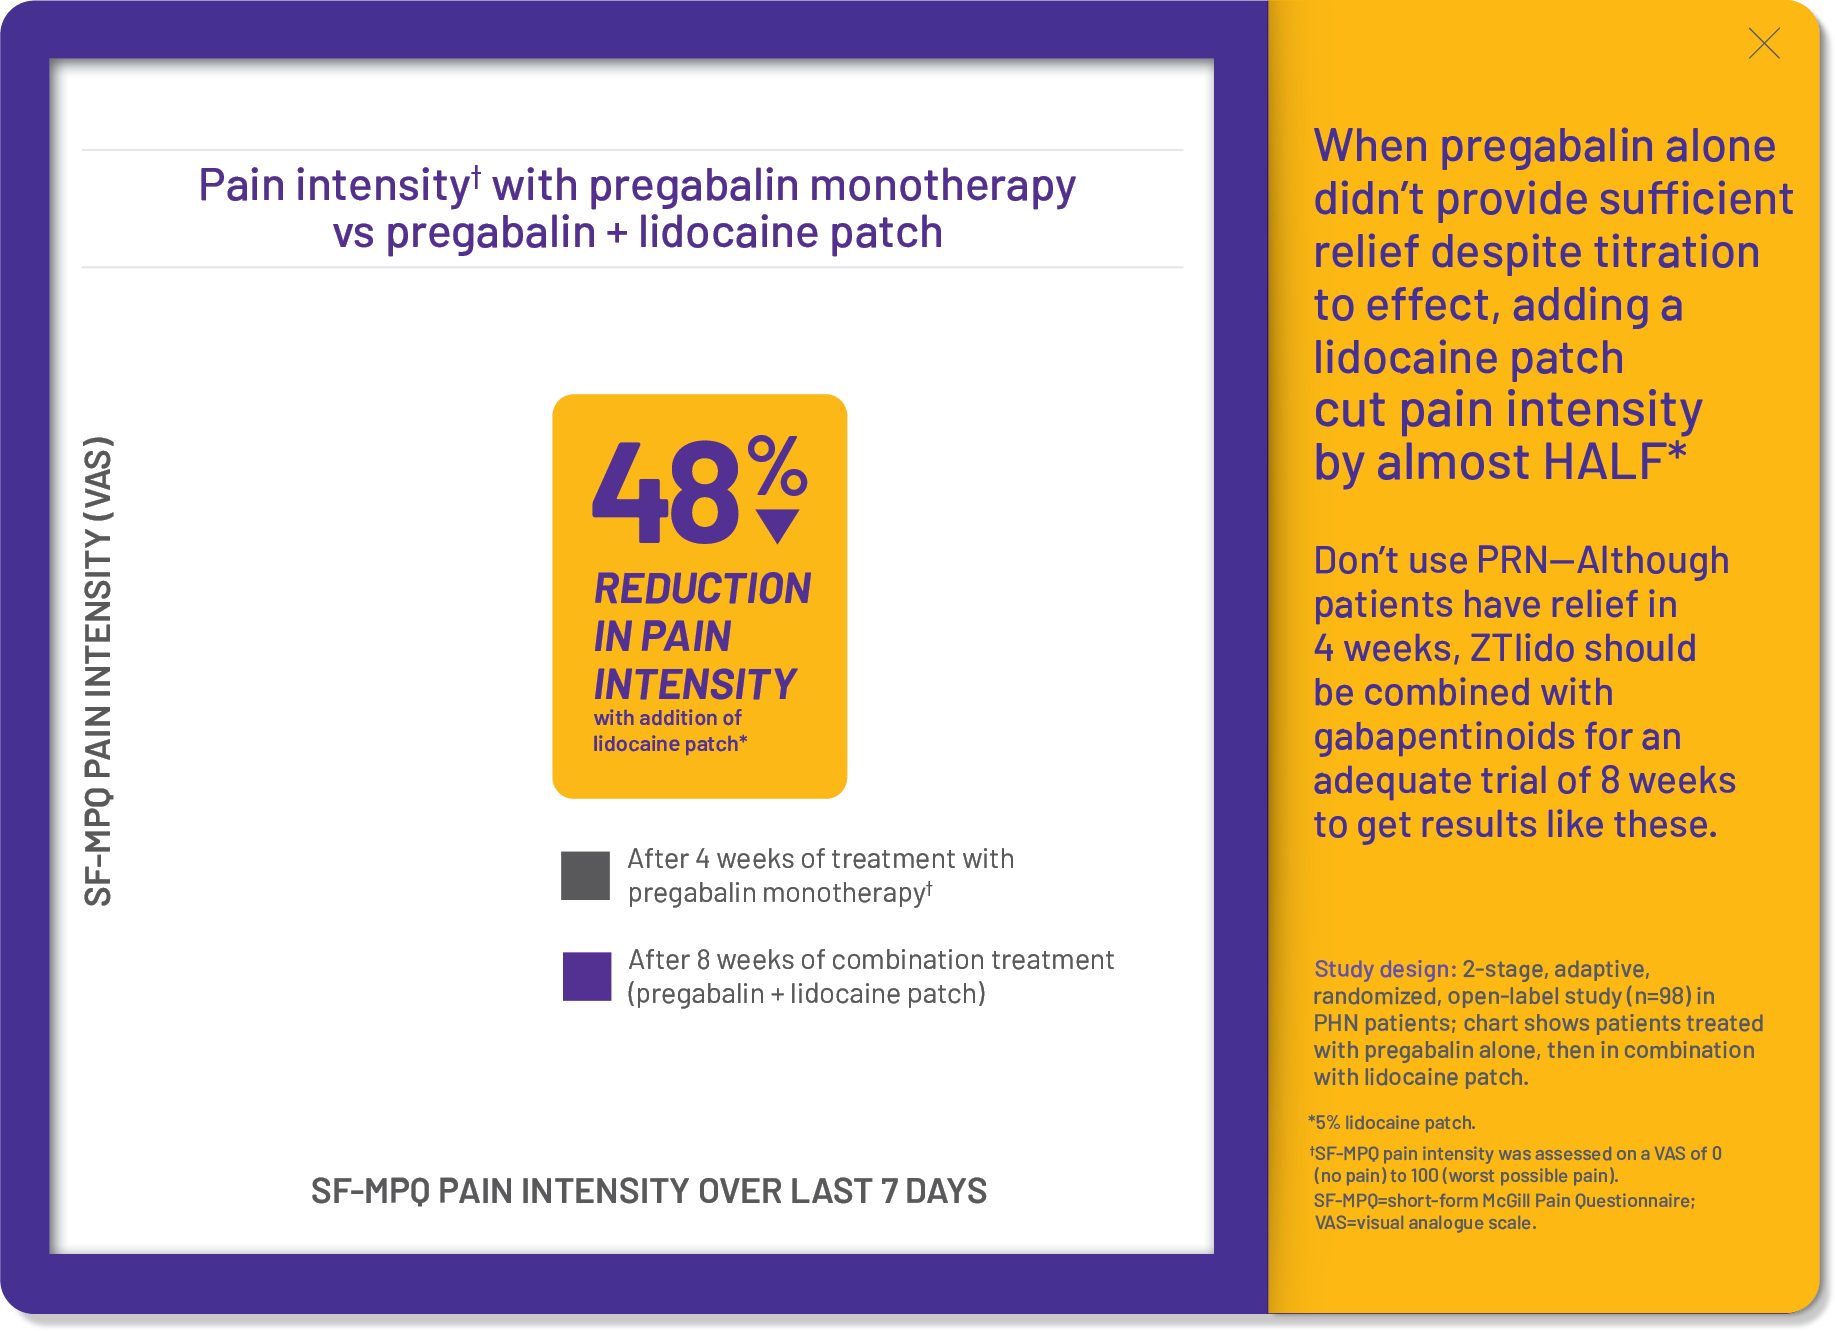 Pain intensity† with pregabalin monotherapy
vs pregabalin + lidocaine patch
SF-MPQ PAIN INTENSITY (VAS)
48%
REDUCTION
IN PAIN
INTENSITY
with addition of
lidocaine patch*
After 4 weeks of treatment with
pregabalin monotherapy†
After 8 weeks of combination treatment
(pregabalin + lidocaine patch)
SF-MPQ PAIN INTENSITY OVER LAST 7 DAYS
When pregabalin alone
didn’t provide sufficient
relief despite titration
to effect, adding a
lidocaine patch
cut pain intensity
by almost HALF*
Don’t use PRN—Although
patients have relief in
4 weeks, ZTlido should
be combined with
gabapentinoids for an
adequate trial of 8 weeks
to get results like these.
Study design: 2-stage, adaptive,
randomized, open-label study (n=98) in
PHN patients; chart shows patients treated
with pregabalin alone, then in combination
with lidocaine patch.
*5% lidocaine patch.
†SF-MPQ pain intensity was assessed on a VAS of 0
(no pain) to 100 (worst possible pain).
SF-MPQ=short-form McGill Pain Questionnaire;
VAS=visual analogue scale.